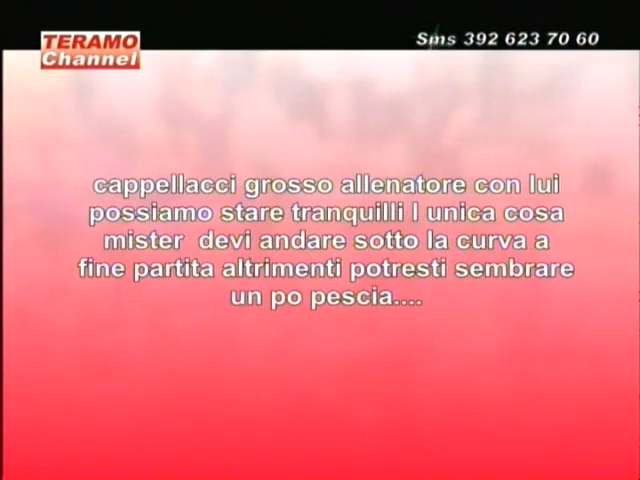 TERAMO
Channel
Sms 392 623 70 60
cappellacci grosso allenatore con lui
possiamo stare tranquilli l unica cosa
mister  devi andare sotto la curva a
fine partita altrimenti potresti sembrare
un po pescia....